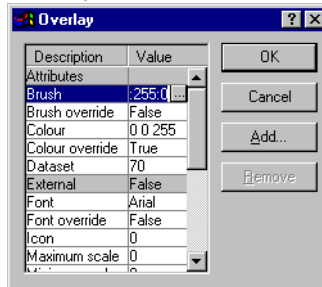 Overlay
Description Value
OK
Attributes
Brush :255:0 ...
Cancel
Brush override False
Colour 0 0 255
Colour override True
Add...
Dataset 70
External False
Remove
Font Arial
Font override False
Icon 0
Maximum scale 0